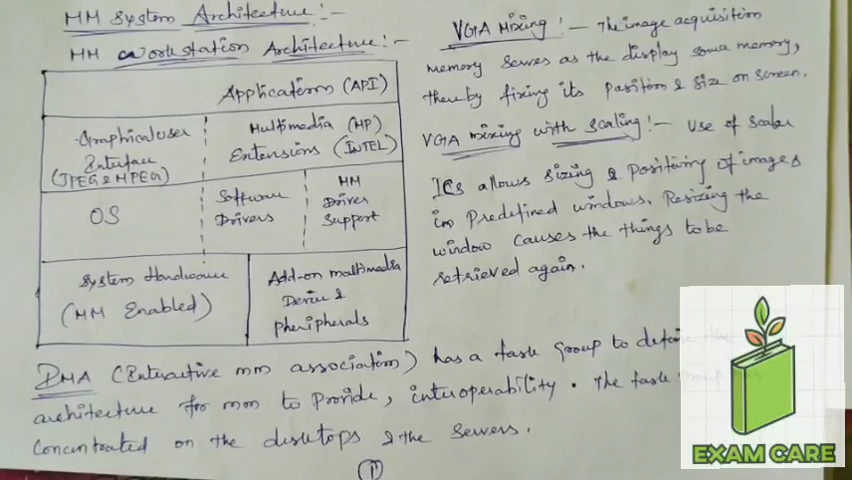 MM System Architecture:-
MM Workstation Architecture:-
Applications (API)
Graphical user
Interface
(JPEG & MPEG)
Multimedia (MP)
Extensions (INTEL)
OS
Software
Drivers
MM
Driver
Support
System Hardware
(MM Enabled)
Add-on multimedia
Device &
Pheripherals
VGA Mixing:- The image acquisition
memory serves as the display memory,
thereby fixing its position & size on screen.
VGA mixing with scaling:- Use of scaler
ICs allows sizing & positioning of images
in Predefined windows. Resizing the
window causes the things to be
retrieved again.
IMA (Interactive mm association) has a task group to define the
architecture for mm to Provide, interoperability. The task
Concentrated on the desktops & the servers.
1
EXAM CARE